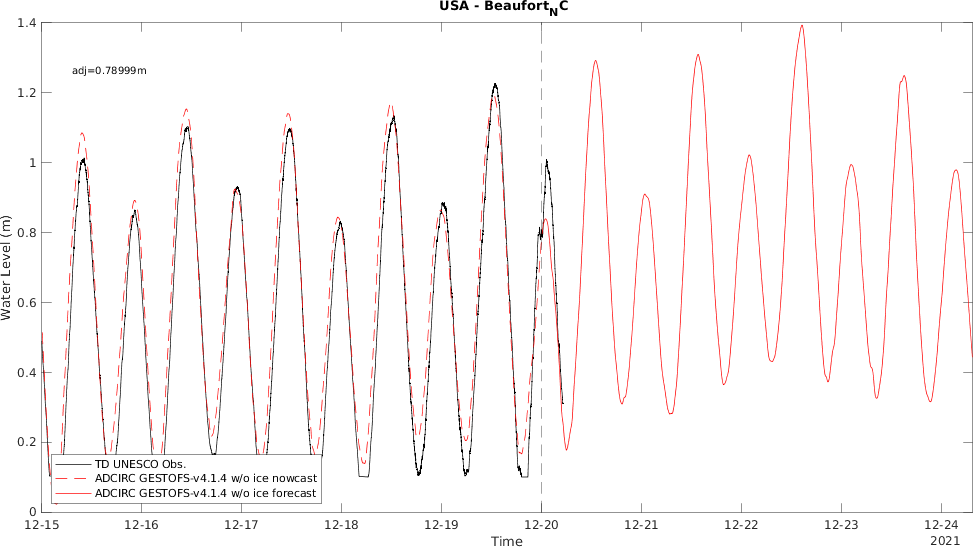 USA - Beaufort_NC
1.4
1.2
1
0.8
0.6
0.4
0.2
0
Water Level (m)
adj=0.78999m
TD UNESCO Obs.
ADCIRC GESTOFS-v4.1.4 w/o ice nowcast
ADCIRC GESTOFS-v4.1.4 w/o ice forecast
12-15 12-16 12-17 12-18 12-19 12-20 12-21 12-22 12-23 12-24
Time
2021